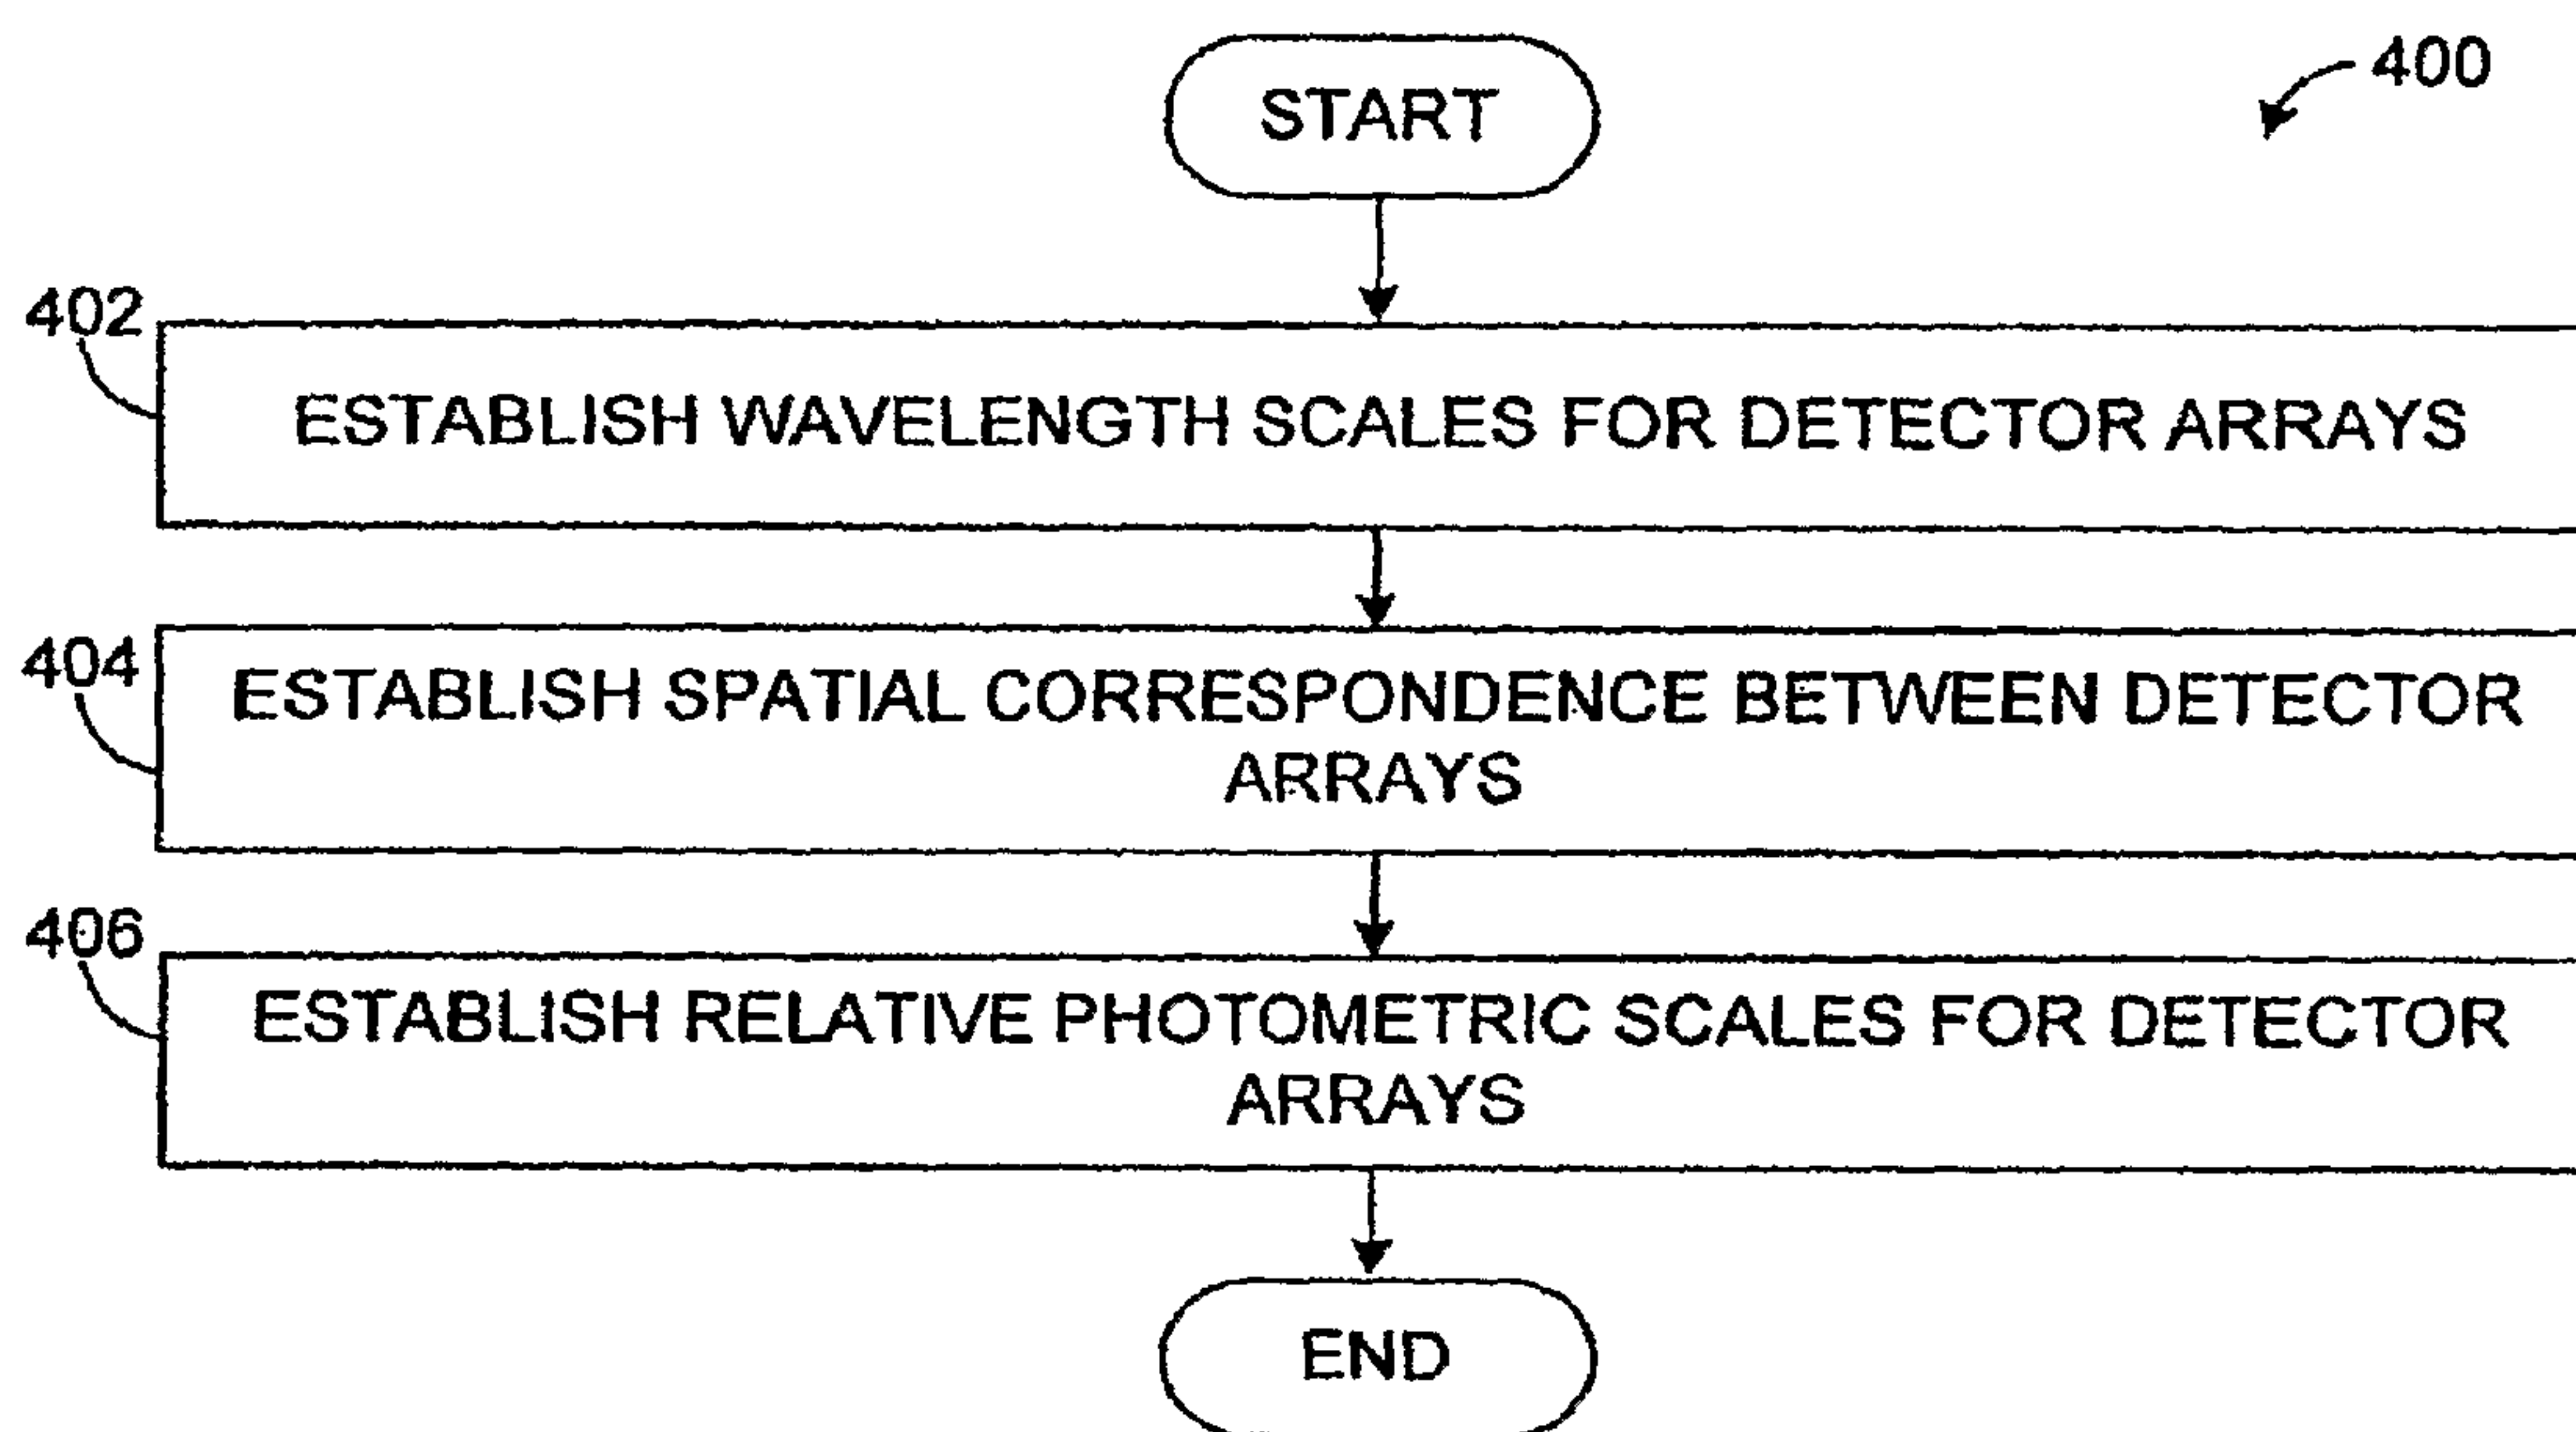 START
400
402
ESTABLISH WAVELENGTH SCALES FOR DETECTOR ARRAYS
404
ESTABLISH SPATIAL CORRESPONDENCE BETWEEN DETECTOR
ARRAYS
406
ESTABLISH RELATIVE PHOTOMETRIC SCALES FOR DETECTOR
ARRAYS
END